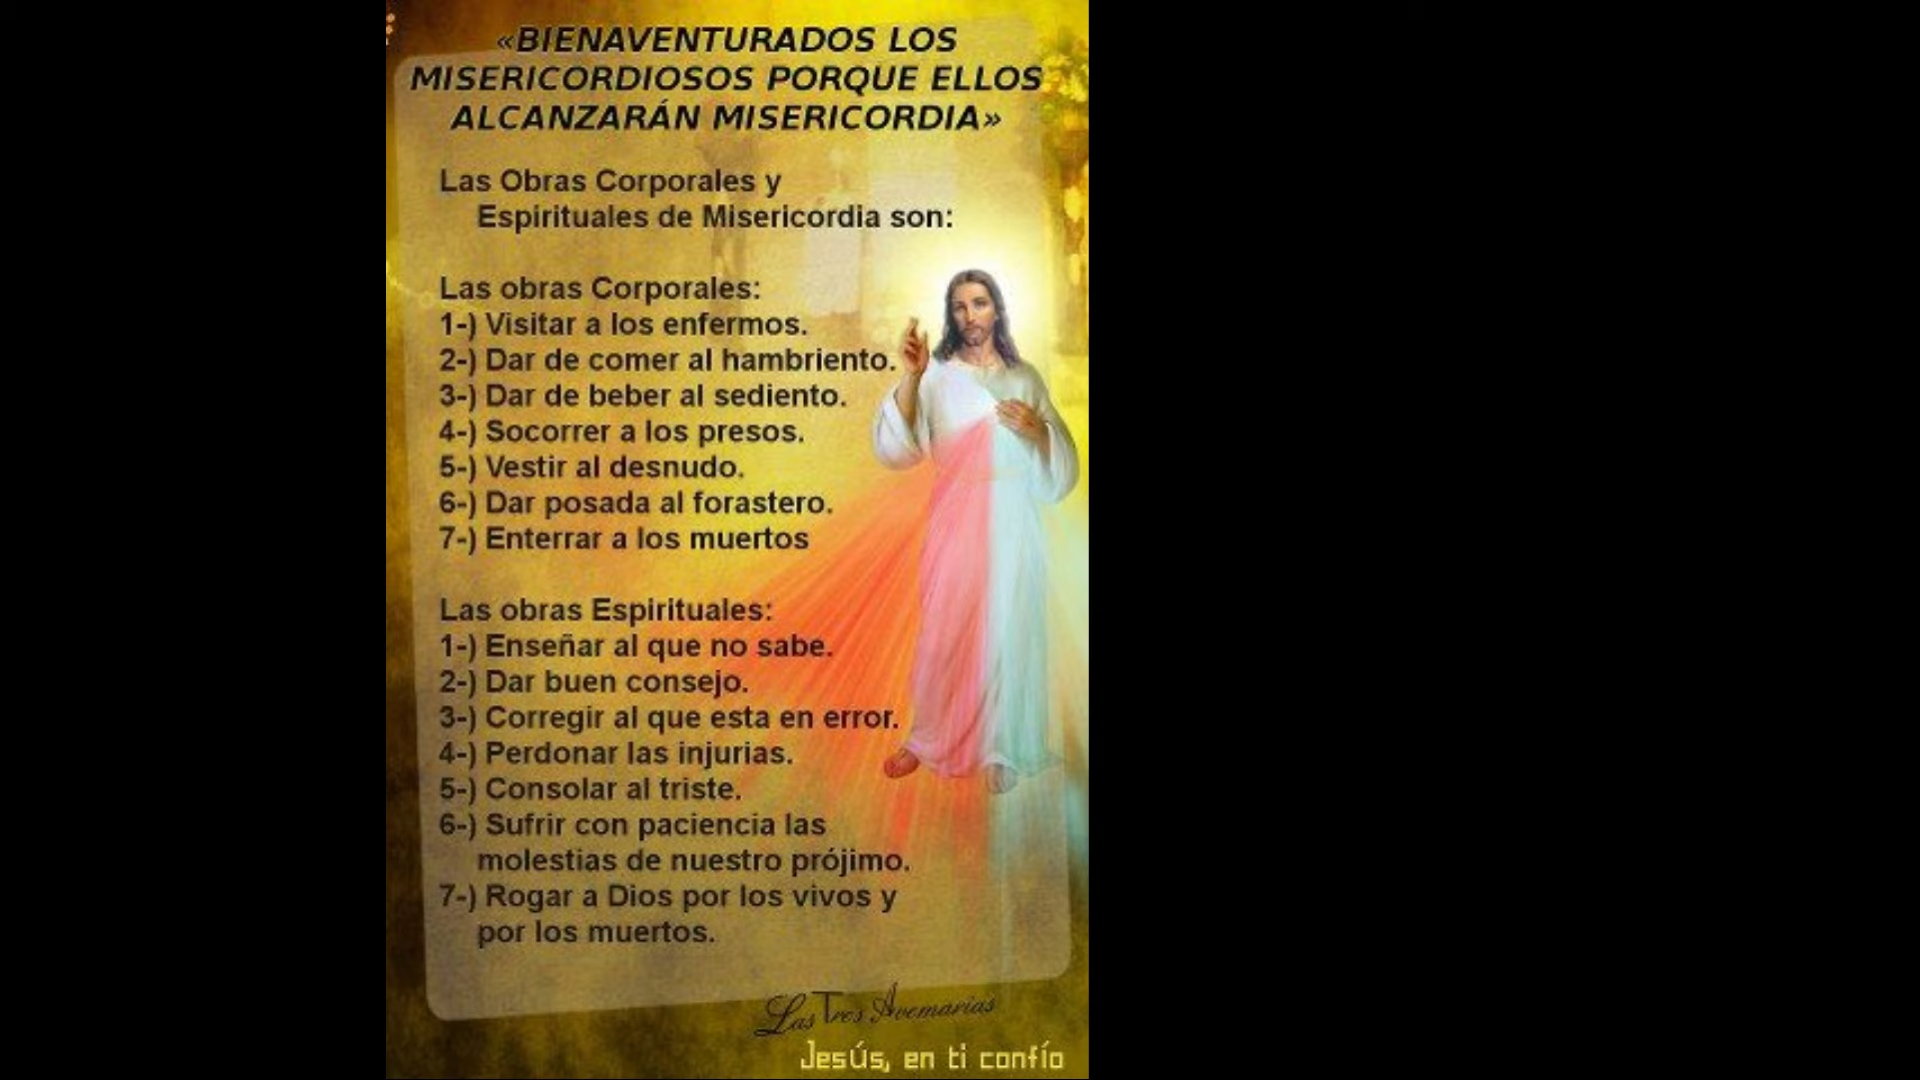 «BIENAVENTURADOS LOS
MISERICORDIOSOS PORQUE ELLOS
ALCANZARÁN MISERICORDIA»
Las Obras Corporales y
Espirituales de Misericordia son:
Las obras Corporales:
1-) Visitar a los enfermos.
2-) Dar de comer al hambriento.
3-) Dar de beber al sediento.
4-) Socorrer a los presos.
5-) Vestir al desnudo.
6-) Dar posada al forastero.
7-) Enterrar a los muertos
Las obras Espirituales:
1-) Enseñar al que no sabe.
2-) Dar buen consejo.
3-) Corregir al que esta en error.
4-) Perdonar las injurias.
5-) Consolar al triste.
6-) Sufrir con paciencia las
molestias de nuestro prójimo.
7-) Rogar a Dios por los vivos y
por los muertos.
Las Tres Avemarias
Jesús, en ti confío